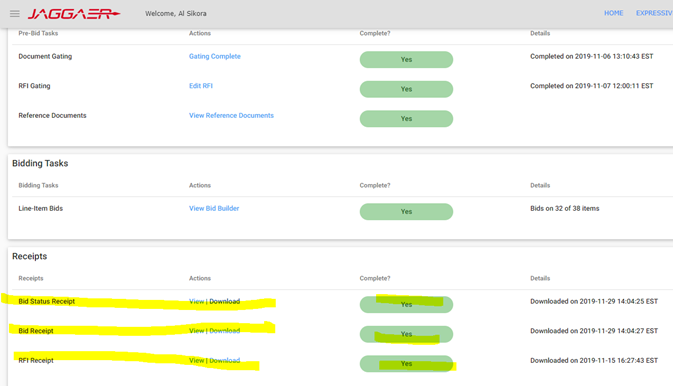 JAGGAER Welcome, Al Sikora HOME EXPRESSIV
Pre-Bid Tasks Actions Complete? Details
Document Gating Gating Complete Yes Completed on 2019-11-06 13:10:43 EST
RFI Gating Edit RFI Yes Completed on 2019-11-07 12:00:11 EST
Reference Documents View Reference Documents Yes
Bidding Tasks
Bidding Tasks Actions Complete? Details
Line-Item Bids View Bid Builder Yes Bids on 32 of 38 items
Receipts
Receipts Actions Complete? Details
Bid Status Receipt View | Download Yes Downloaded on 2019-11-29 14:04:25 EST
Bid Receipt View | Download Yes Downloaded on 2019-11-29 14:04:27 EST
RFI Receipt View | Download Yes Downloaded on 2019-11-15 16:27:43 EST